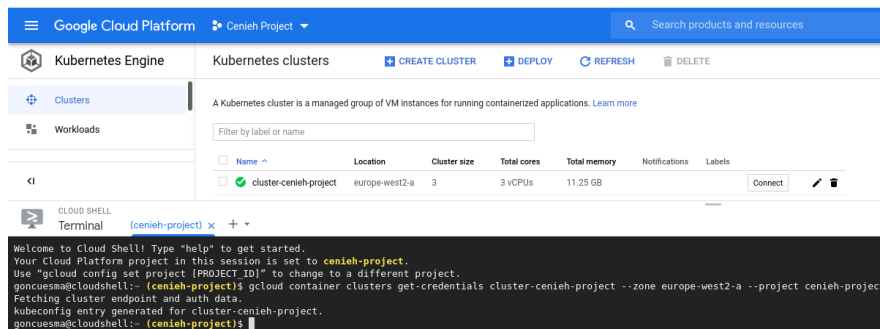 Google Cloud Platform Cenieh Project Search products and resources
Kubernetes Engine Kubernetes clusters CREATE CLUSTER DEPLOY REFRESH DELETE
Clusters
Workloads
A Kubernetes cluster is a managed group of VM instances for running containerized applications. Learn more
Filter by label or name
Name Location Cluster size Total cores Total memory Notifications Labels
cluster-cenieh-project europe-west2-a 3 3 vCPUs 11.25 GB Connect
CLOUD SHELL
Terminal (cenieh-project) x + 
Welcome to Cloud Shell! Type "help" to get started.
Your Cloud Platform project in this session is set to cenieh-project.
Use “gcloud config set project [PROJECT_ID]” to change to a different project.
goncuesma@cloudshell:~ (cenieh-project)$ gcloud container clusters get-credentials cluster-cenieh-project --zone europe-west2-a --project cenieh-project
Fetching cluster endpoint and auth data.
kubeconfig entry generated for cluster-cenieh-project.
goncuesma@cloudshell:~ (cenieh-project)$